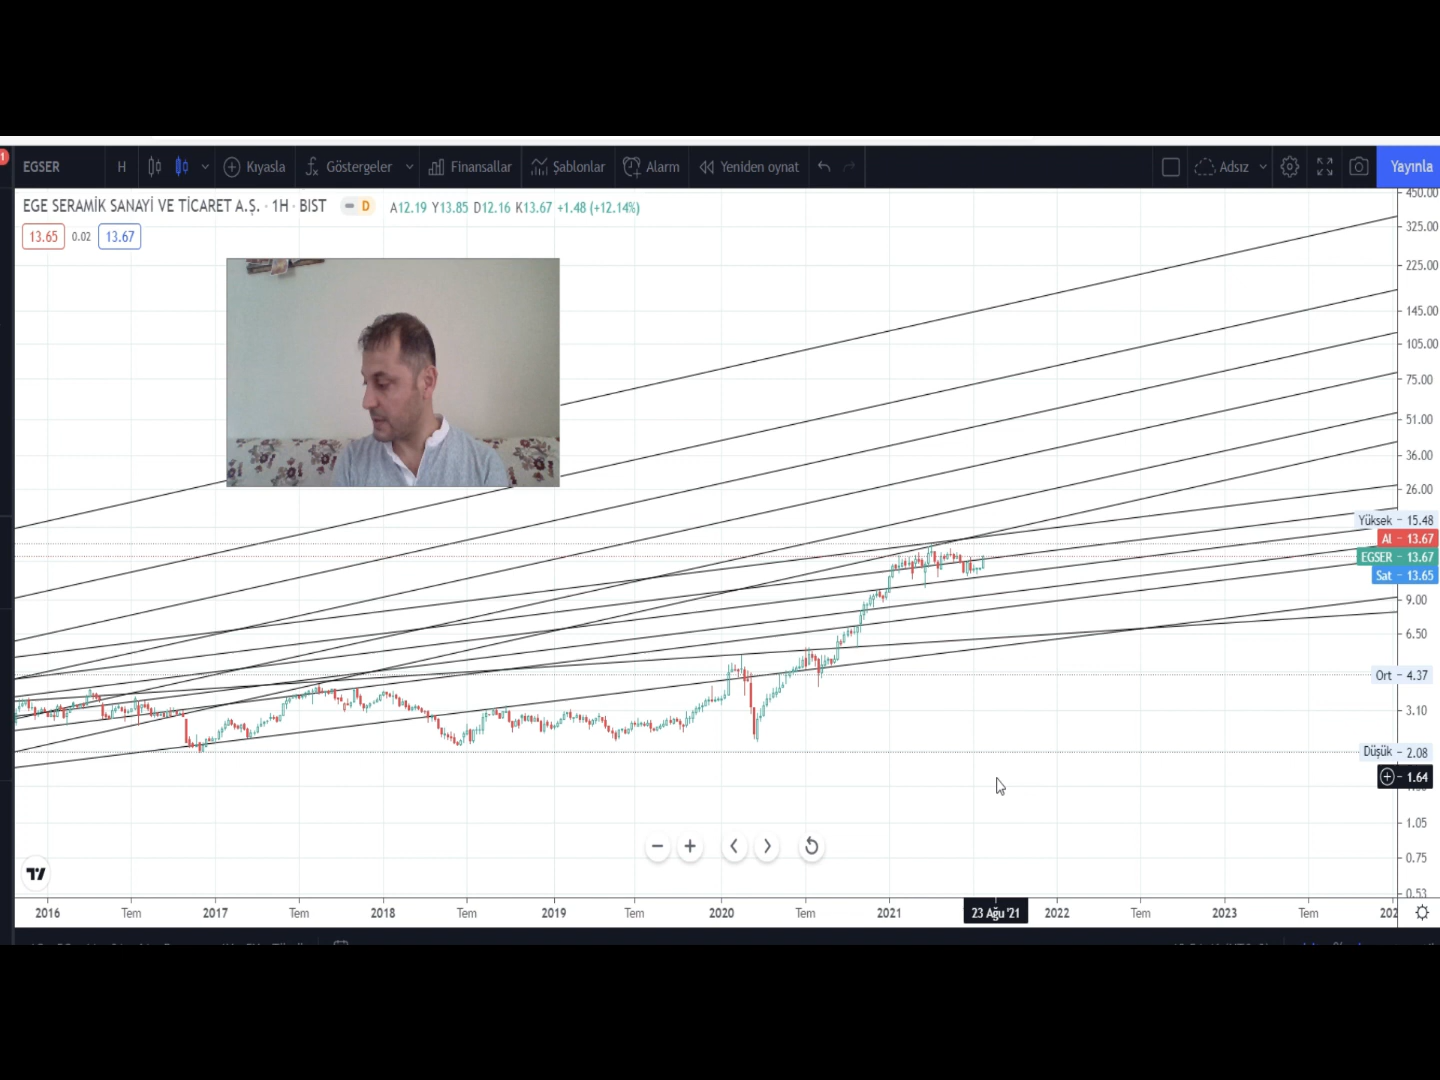 1
EGSER H Kıyasla Göstergeler Finansallar Şablonlar Alarm Yeniden oynat Adsız Yayınla
EGE SERAMİK SANAYİ VE TİCARET A.Ş. · 1H · BIST D A12.19 Y13.85 D12.16 K13.67 +1.48 (+12.14%)
13.65 0.02 13.67
450.00
325.00
225.00
145.00
105.00
75.00
51.00
36.00
26.00
Yüksek 15.48
Al 13.67
EGSER 13.67
Sat 13.65
9.00
6.50
Ort 4.37
3.10
Düşük 2.08
1.64
1.05
0.75
0.53
2016 Tem 2017 Tem 2018 Tem 2019 Tem 2020 Tem 2021 23 Ağu '21 2022 Tem 2023 Tem